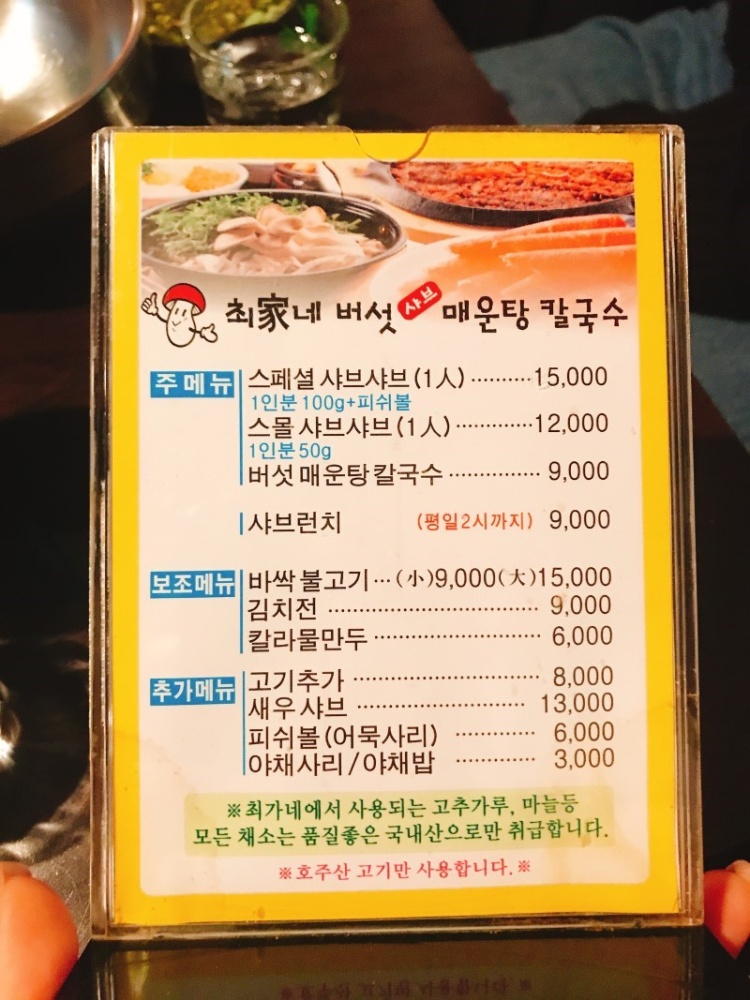 최家네 버섯 샤브 매운탕 칼국수
주메뉴
스페셜 샤브샤브(1人) ·········· 15,000
1인분 100g+피쉬볼
스몰 샤브샤브(1人) ············· 12,000
1인분 50g
버섯 매운탕 칼국수 ··············· 9,000
샤브런치 (평일2시까지) 9,000
보조메뉴
바싹 불고기 ··· (小)9,000(大)15,000
김치전 ·································· 9,000
칼라물만두 ··························· 6,000
추가메뉴
고기추가 ······························ 8,000
새우 샤브 ··························· 13,000
피쉬볼(어묵사리) ············· 6,000
야채사리/야채밥 ············· 3,000
※최가네에서 사용되는 고추가루, 마늘등
모든 채소는 품질좋은 국내산으로만 취급합니다.
※호주산 고기만 사용합니다.※